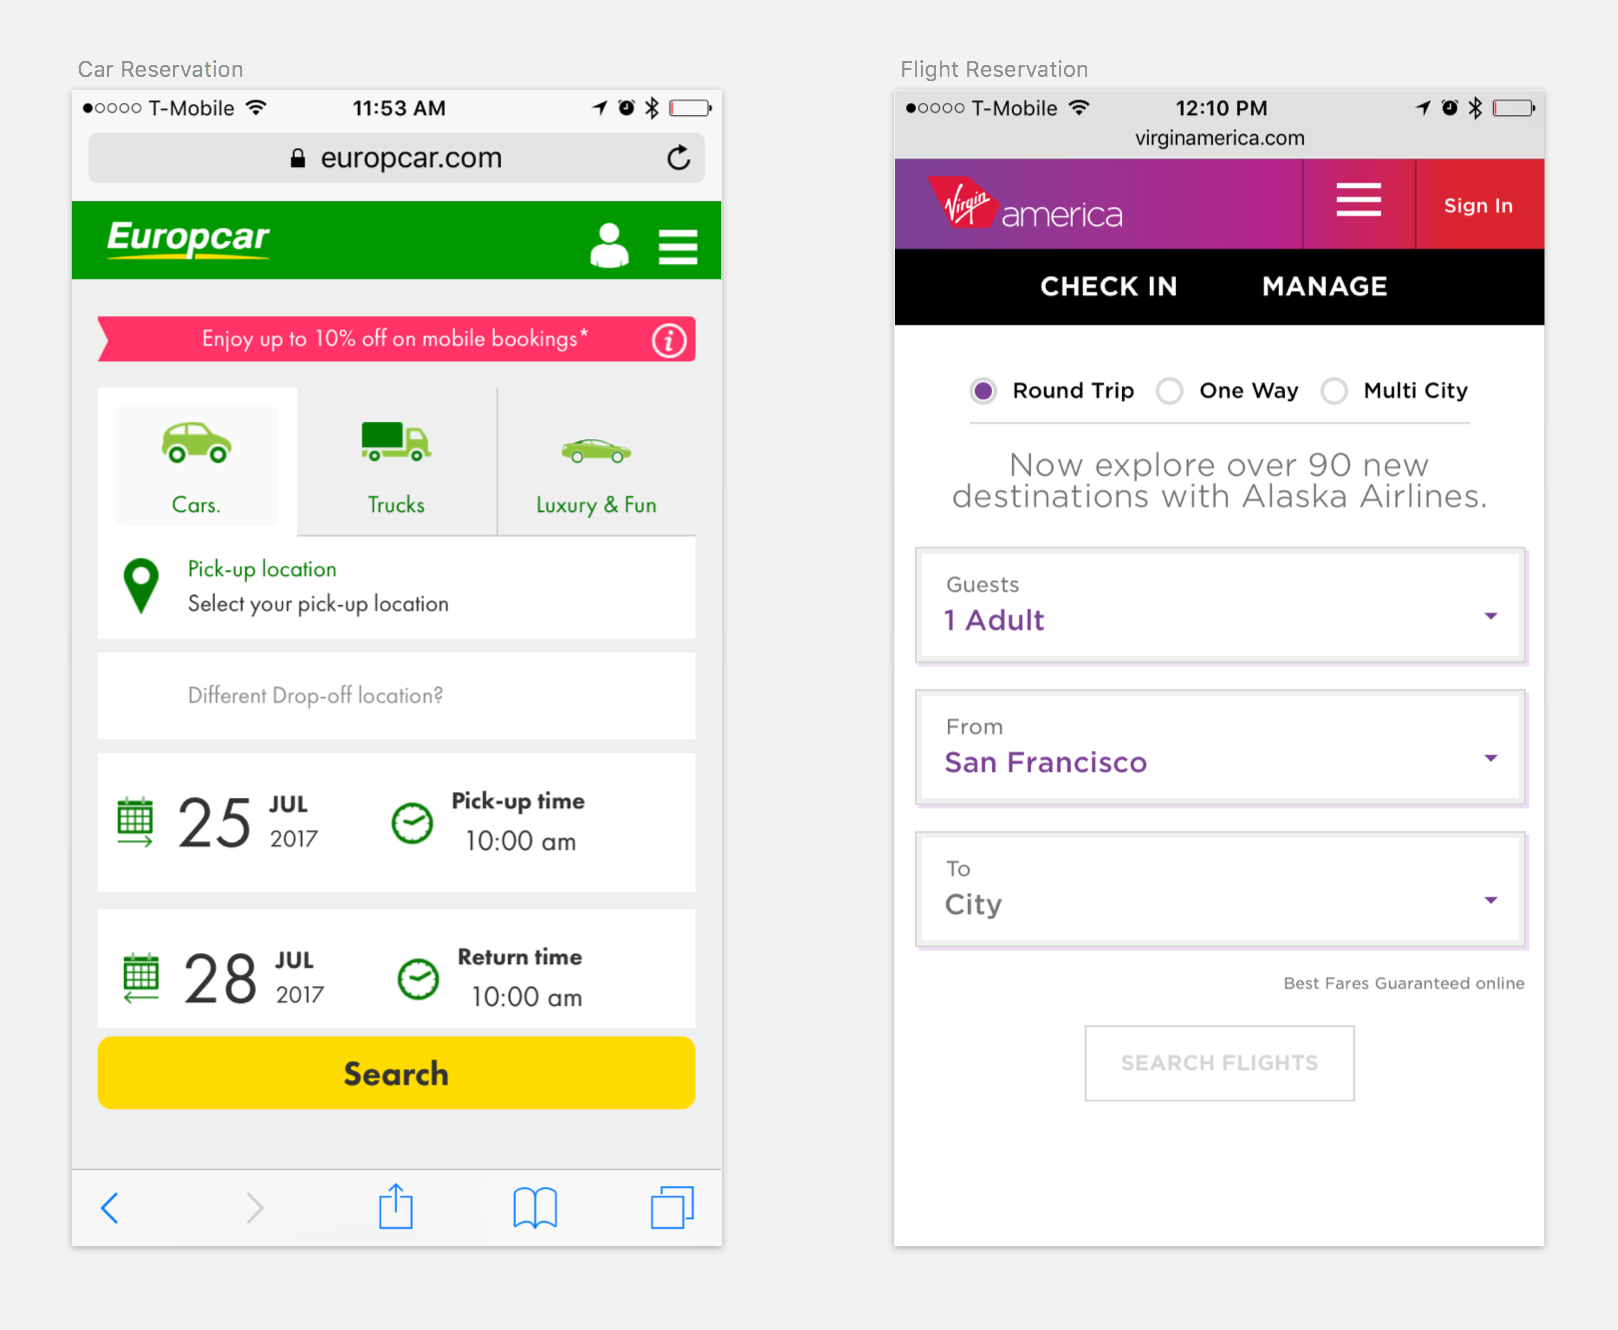 Car Reservation
T-Mobile 11:53 AM
europcar.com
Europcar
Enjoy up to 10% off on mobile bookings*
i
Cars.
Trucks
Luxury & Fun
Pick-up location
Select your pick-up location
Different Drop-off location?
25 JUL 2017
Pick-up time
10:00 am
28 JUL 2017
Return time
10:00 am
Search
Flight Reservation
T-Mobile 12:10 PM
virginamerica.com
Virgin america
Sign In
CHECK IN MANAGE
Round Trip One Way Multi City
Now explore over 90 new
destinations with Alaska Airlines.
Guests
1 Adult
From
San Francisco
To
City
Best Fares Guaranteed online
SEARCH FLIGHTS